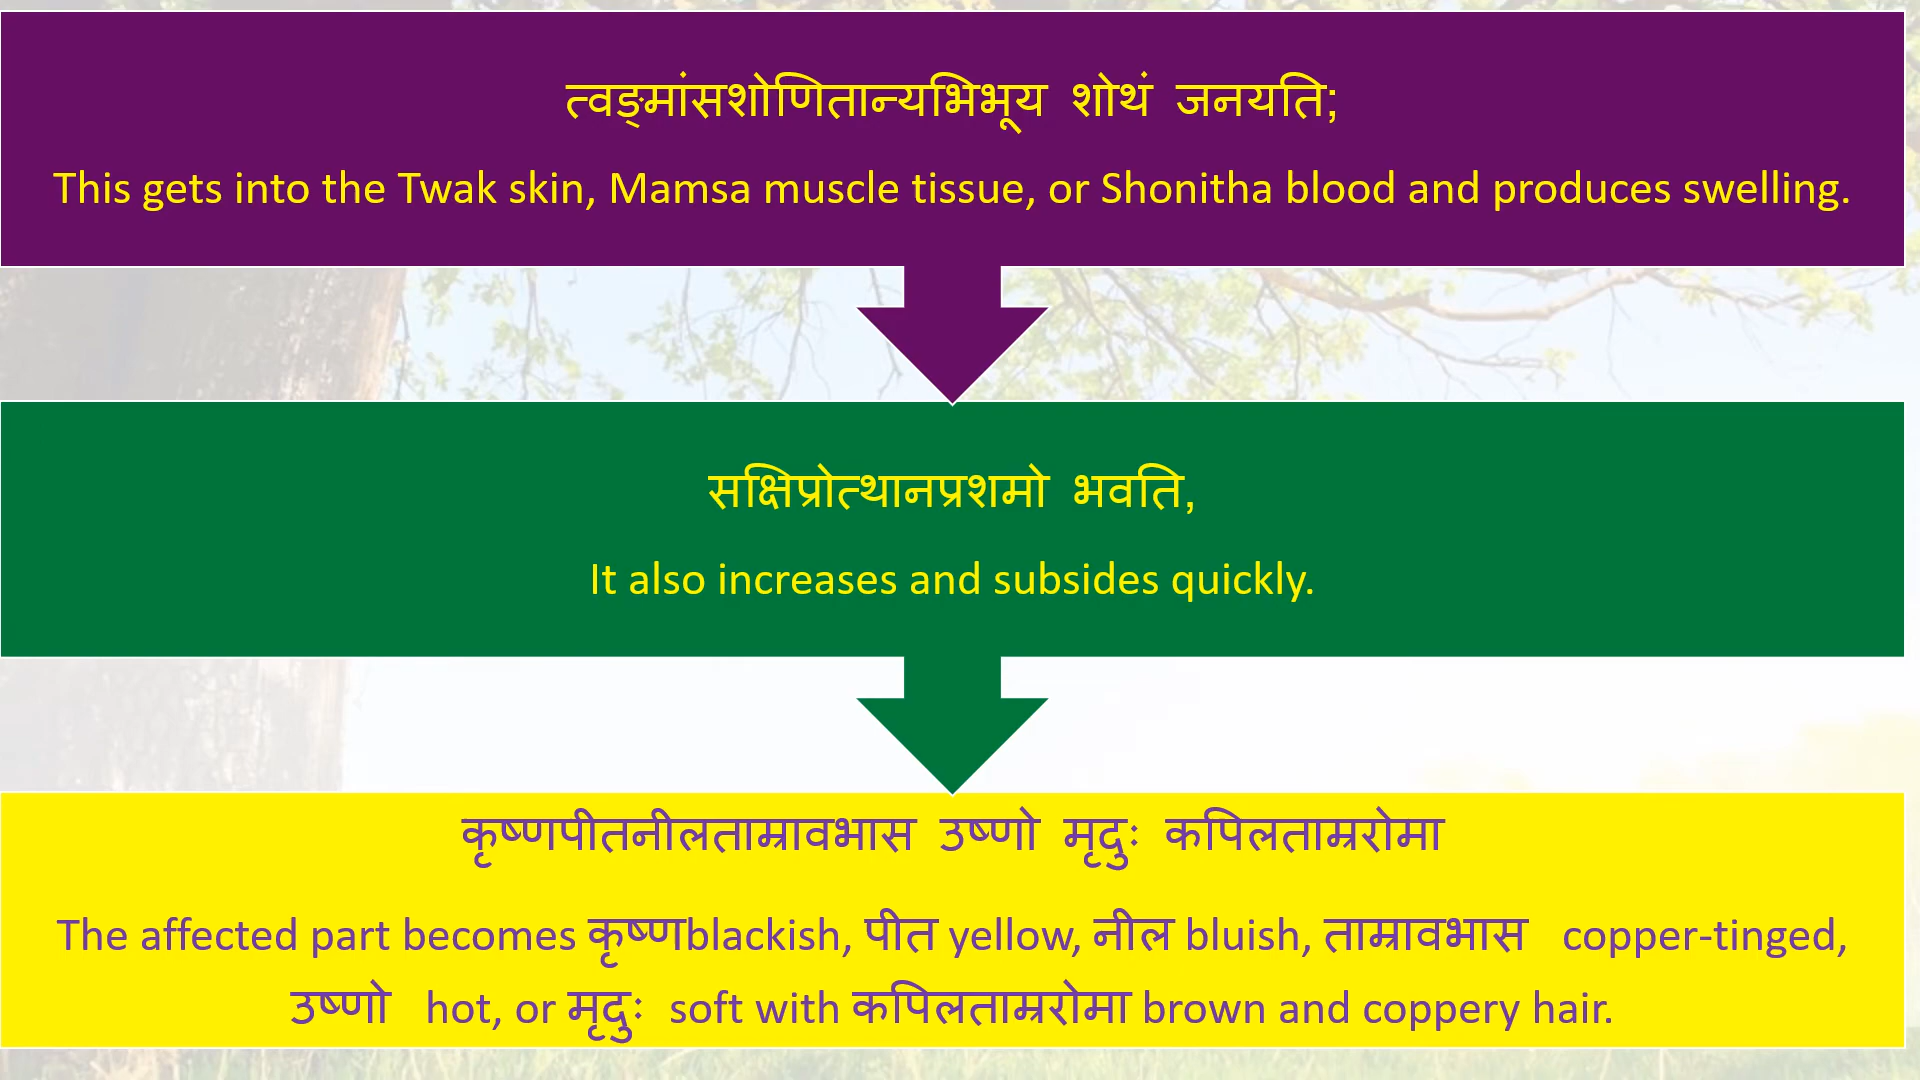 त्वङ्मांसशोणितान्यभिभूय शोथं जनयति;
This gets into the Twak skin, Mamsa muscle tissue, or Shonitha blood and produces swelling.
सक्षिप्रोत्थानप्रशमो भवति,
It also increases and subsides quickly.
कृष्णपीतनीलताम्रावभास उष्णो मृदुः कपिलताम्ररोमा
The affected part becomes कृष्णblackish, पीत yellow, नील bluish, ताम्रावभास copper-tinged,
उष्णो hot, or मृदुः soft with कपिलताम्ररोमा brown and coppery hair.